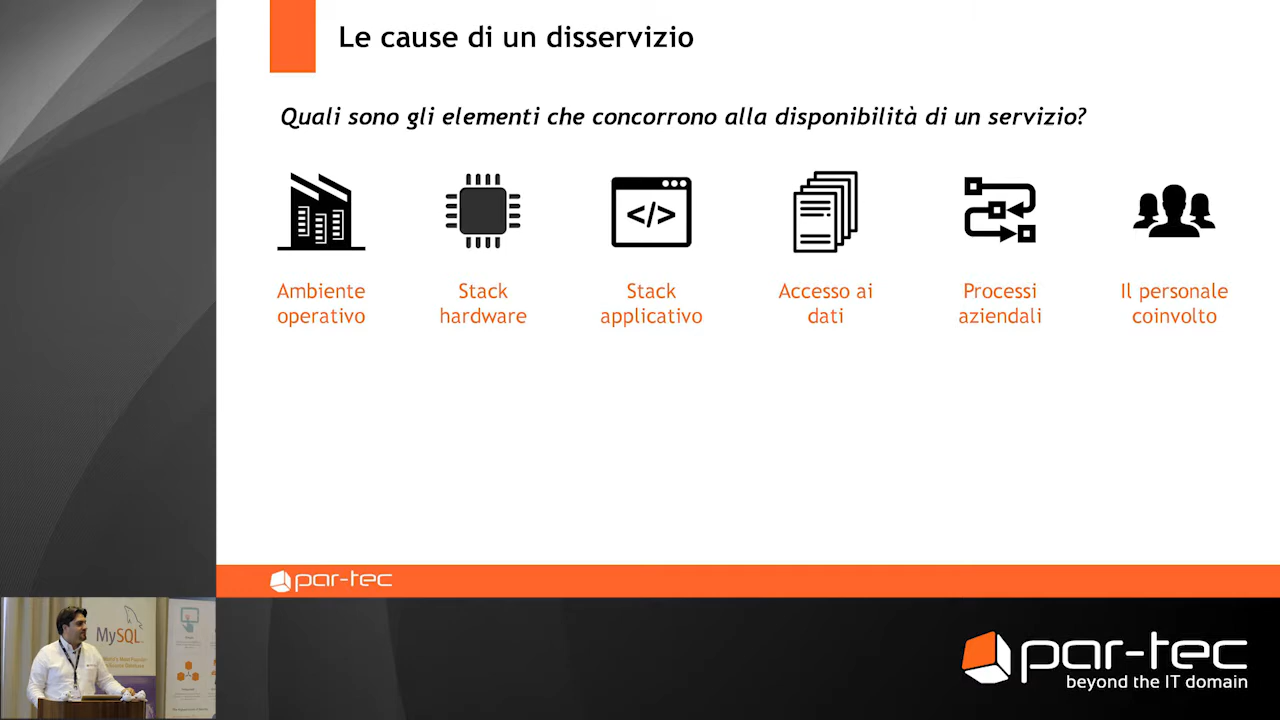 Le cause di un disservizio
Quali sono gli elementi che concorrono alla disponibilità di un servizio?
Ambiente
operativo
Stack
hardware
Stack
applicativo
Accesso ai
dati
Processi
aziendali
Il personale
coinvolto
par-tec
MySQL
par-tec
beyond the IT domain